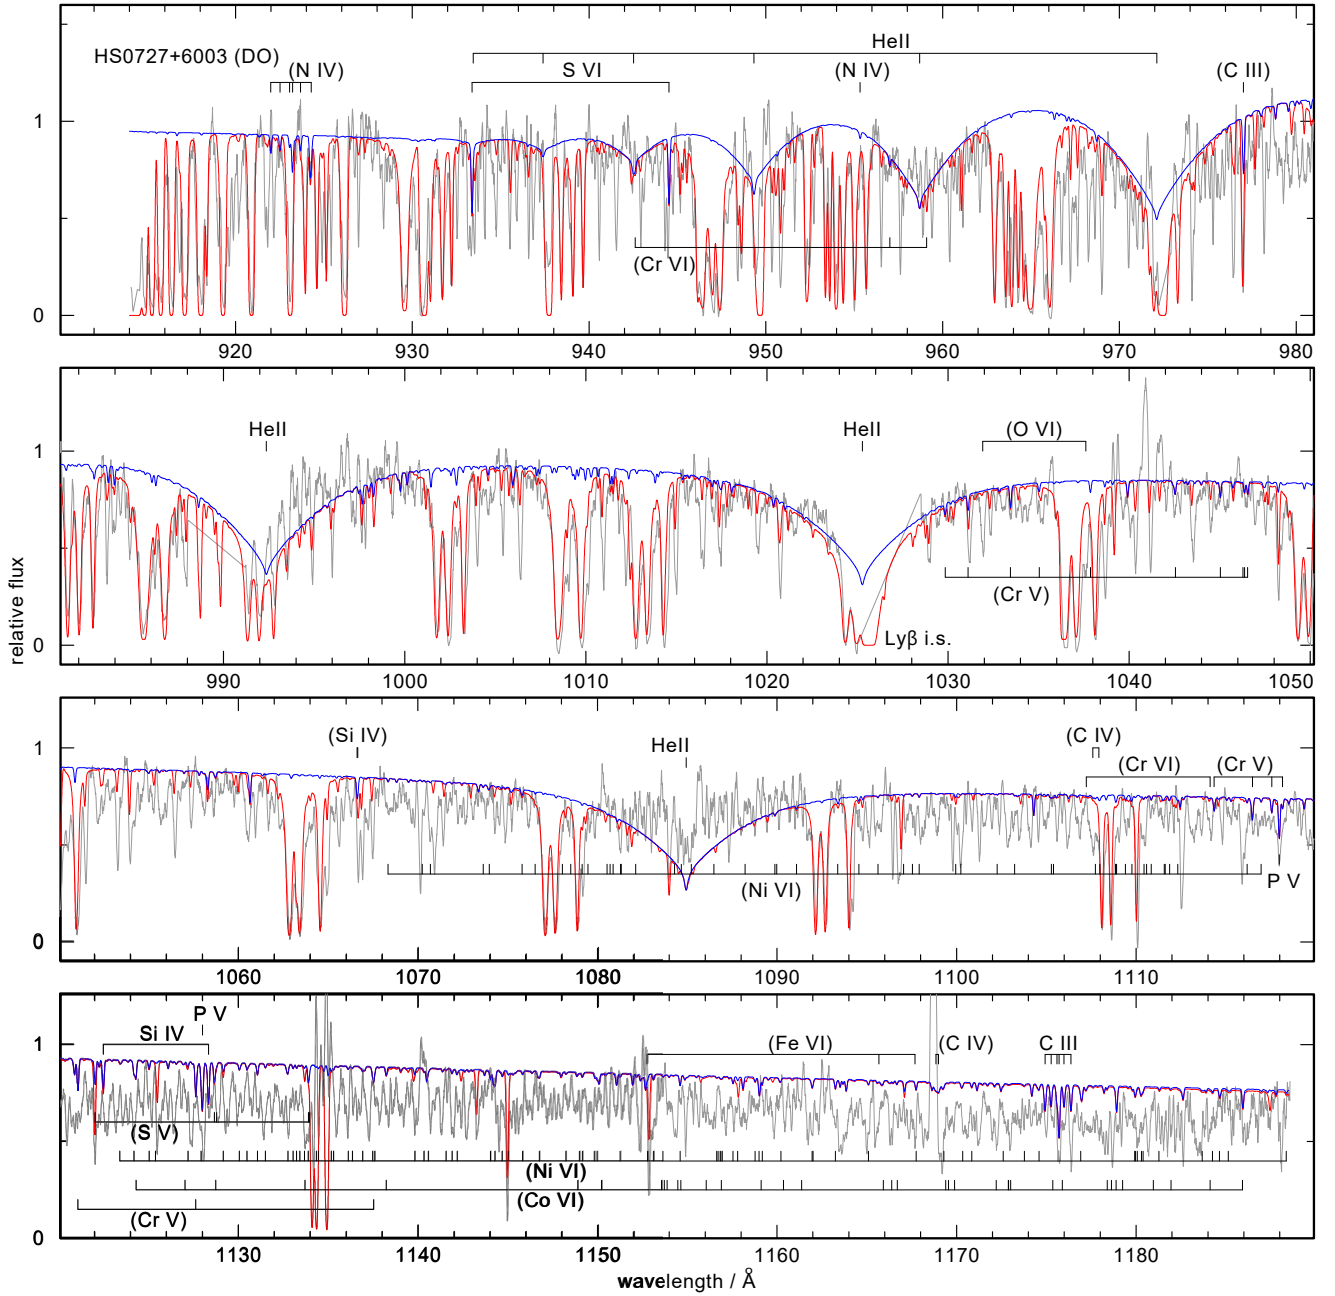 HeII
HS0727+6003 (DO)
(N IV)
S VI
(N IV)
(C III)
1
(Cr VI)
0
920
930
940
950
960
970
980
HeII
HeII
(O VI)
1
(Cr V)
0
Lyβ i.s.
990
1000
1010
1020
1030
1040
1050
relative flux
(Si IV)
HeII
(C IV)
1
(Cr VI)
(Cr V)
(Ni VI)
P V
0
1060
1070
1080
1090
1100
1110
P V
Si IV
(Fe VI)
(C IV)
C III
1
(S V)
(Ni VI)
(Co VI)
(Cr V)
0
1130
1140
1150
1160
1170
1180
wavelength / Å